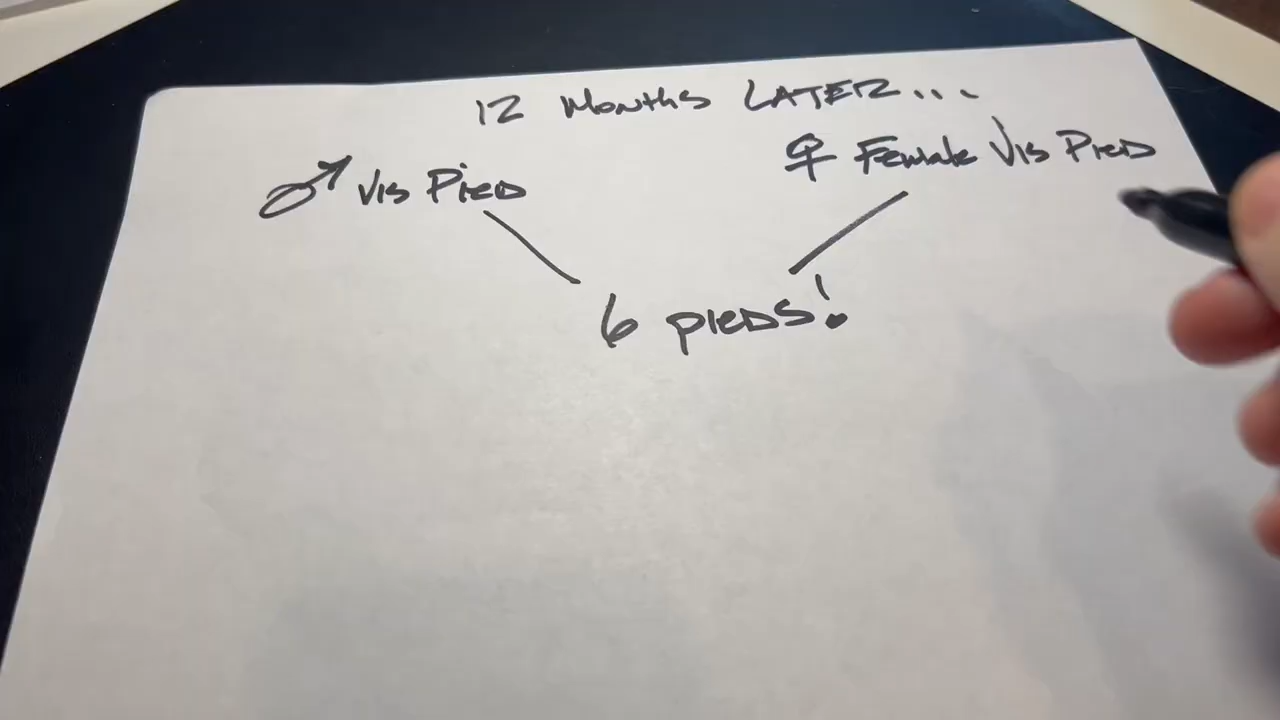 12 Months LATER...
♂ Vis Pied
♀ Female Vis Pied
6 pieds!